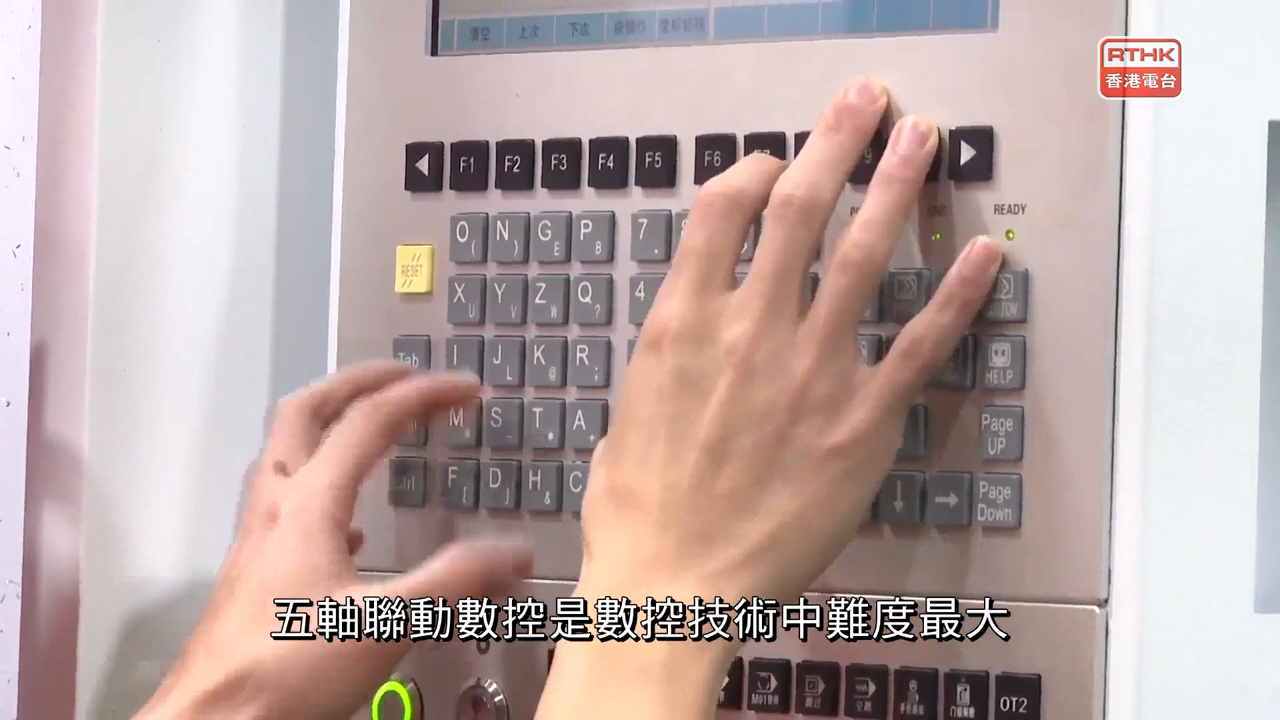 清空 上次 下次
RTHK
香港電台
F1 F2 F3 F4 F5 F6 F7
READY
RESET
O ( N ) G E P B 7
X U Y V Z W Q ? 4
Tab I J L K @ R ; HELP
M S T * A Page UP
F [ D ] H & C Page Down
五軸聯動數控是數控技術中難度最大
OT2